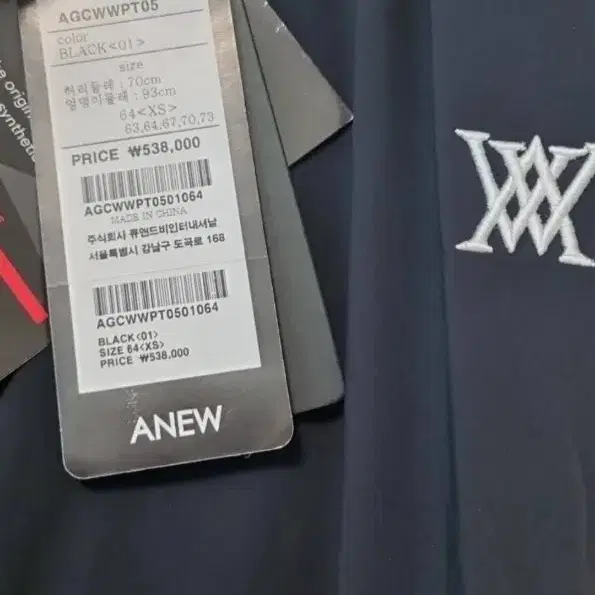 AGCWWPT05
color
BLACK<01>
size
허리둘레 : 70cm
엉덩이둘레 : 93cm
64<XS>
63,64,67,70,73
PRICE ₩538,000
AGCWWPT0501064
MADE IN CHINA
주식회사 큐앤드비인터내셔날
서울특별시 강남구 도곡로 168
AGCWWPT0501064
BLACK<01>
SIZE 64<XS>
PRICE ₩538,000
ANEW
origin
synthetic